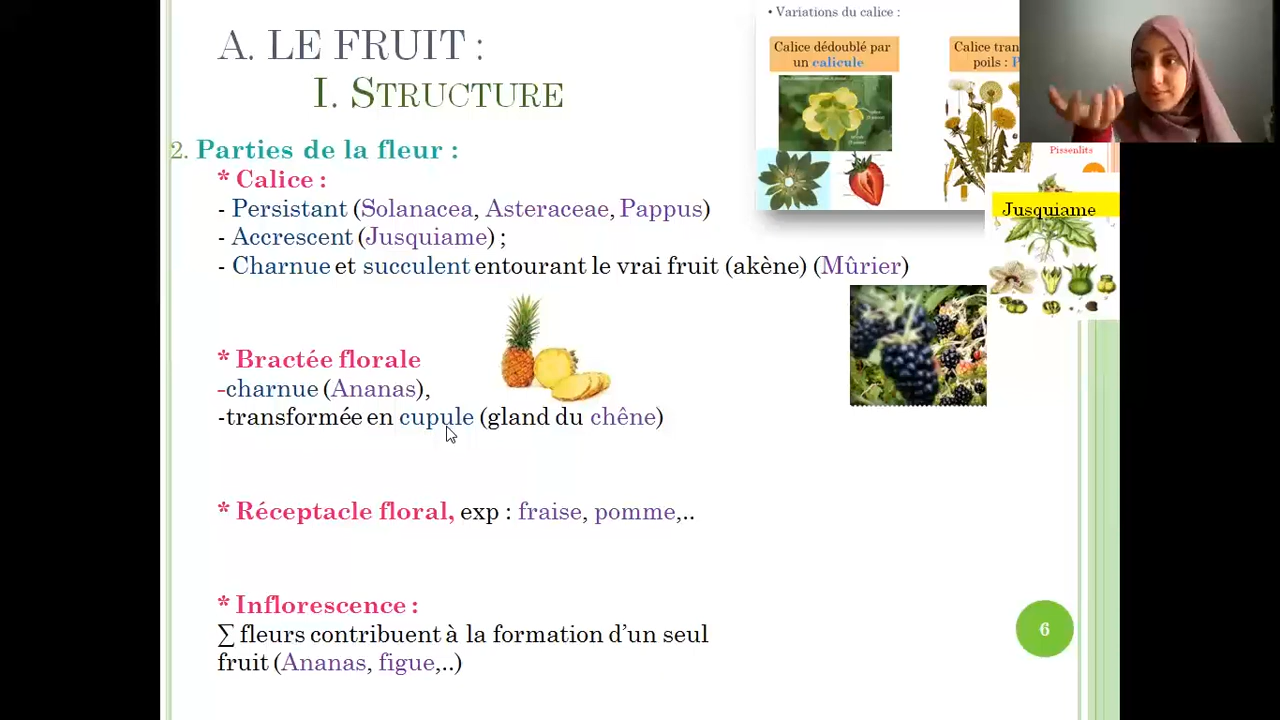 A. LE FRUIT :
I. STRUCTURE
2. Parties de la fleur :
* Calice :
- Persistant (Solanacea, Asteraceae, Pappus)
- Accrescent (Jusquiame) ;
- Charnue et succulent entourant le vrai fruit (akène) (Mûrier)
* Bractée florale
-charnue (Ananas),
-transformée en cupule (gland du chêne)
* Réceptacle floral, exp : fraise, pomme,..
* Inflorescence :
∑ fleurs contribuent à la formation d’un seul
fruit (Ananas, figue,..)
• Variations du calice :
Calice dédoublé par
un calicule
Calice
poils :
Pissenlits
Jusquiame
6